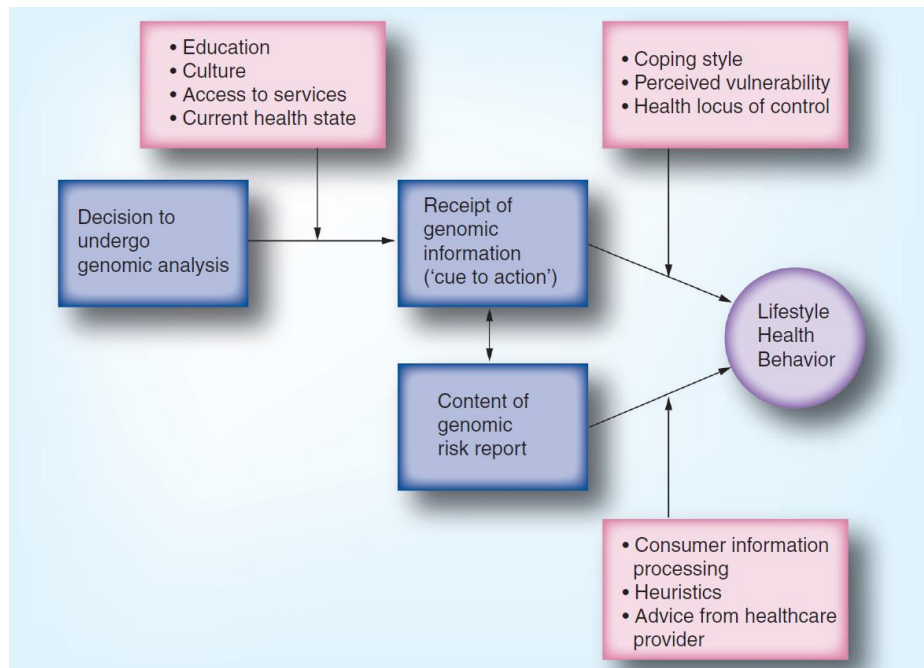 • Education
• Culture
• Access to services
• Current health state
• Coping style
• Perceived vulnerability
• Health locus of control
Decision to
undergo
genomic analysis
Receipt of
genomic
information
(‘cue to action’)
Lifestyle
Health
Behavior
Content of
genomic
risk report
• Consumer information
processing
• Heuristics
• Advice from healthcare
provider